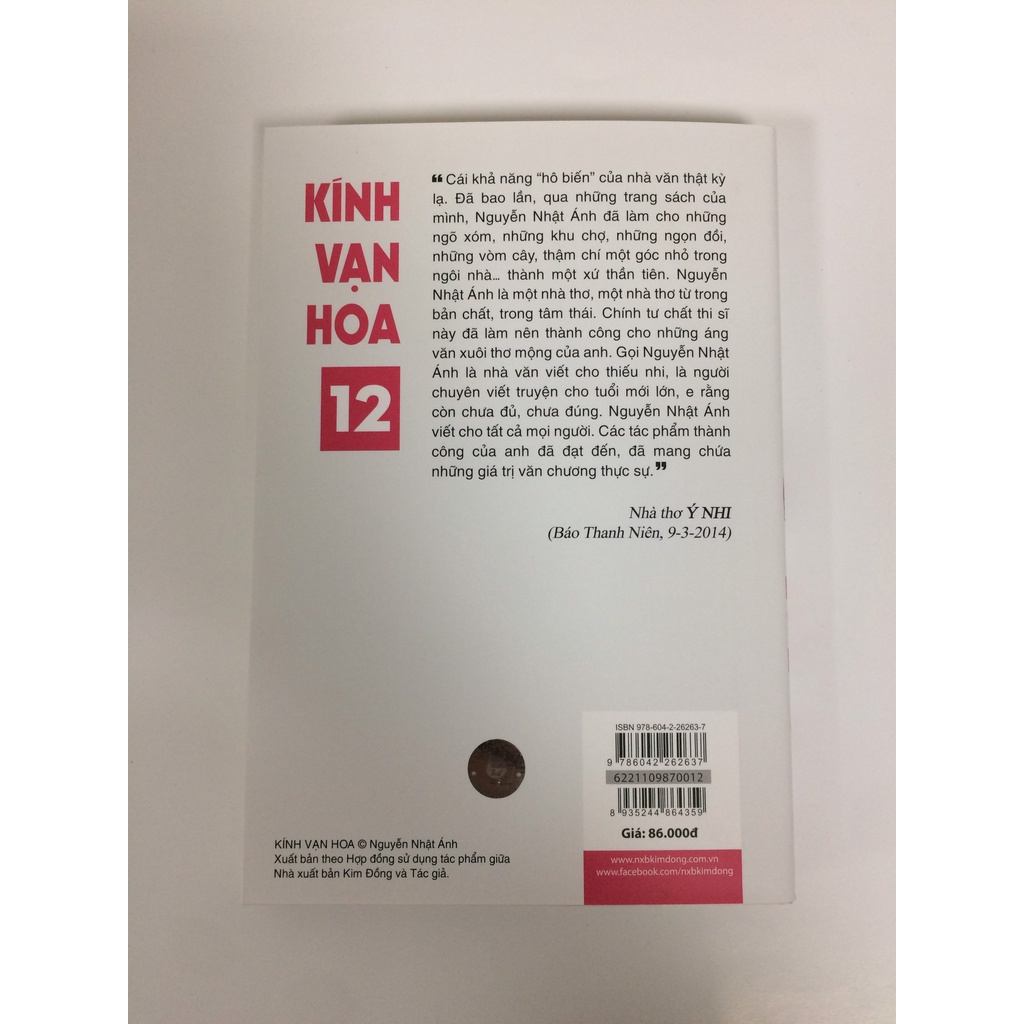 KÍNH
VẠN
HOA
12
❝Cái khả năng “hô biến” của nhà văn thật kỳ
lạ. Đã bao lần, qua những trang sách của
mình, Nguyễn Nhật Ánh đã làm cho những
ngõ xóm, những khu chợ, những ngọn đồi,
những vòm cây, thậm chí một góc nhỏ trong
ngôi nhà... thành một xứ thần tiên. Nguyễn
Nhật Ánh là một nhà thơ, một nhà thơ từ trong
bản chất, trong tâm thái. Chính tư chất thi sĩ
này đã làm nên thành công cho những áng
văn xuôi thơ mộng của anh. Gọi Nguyễn Nhật
Ánh là nhà văn viết cho thiếu nhi, là người
chuyên viết truyện cho tuổi mới lớn, e rằng
còn chưa đủ, chưa đúng. Nguyễn Nhật Ánh
viết cho tất cả mọi người. Các tác phẩm thành
công của anh đã đạt đến, đã mang chứa
những giá trị văn chương thực sự.❞
Nhà thơ Ý NHI
(Báo Thanh Niên, 9-3-2014)
ISBN 978-604-2-26263-7
9 786042 262637
6221109870012
8 935244 864359
Giá: 86.000đ
www.nxbkimdong.com.vn
www.facebook.com/nxbkimdong
KÍNH VẠN HOA © Nguyễn Nhật Ánh
Xuất bản theo Hợp đồng sử dụng tác phẩm giữa
Nhà xuất bản Kim Đồng và Tác giả.